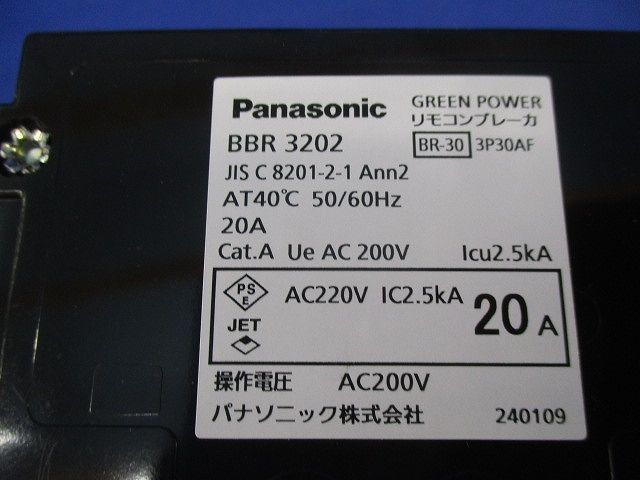 Panasonic GREEN POWER
リモコンブレーカ
BBR 3202 BR-30 3P30AF
JIS C 8201-2-1 Ann2
AT40℃ 50/60Hz
20A
Cat.A Ue AC 200V Icu2.5kA
PS E AC220V IC2.5kA 20A
JET
操作電圧 AC200V
パナソニック株式会社 240109